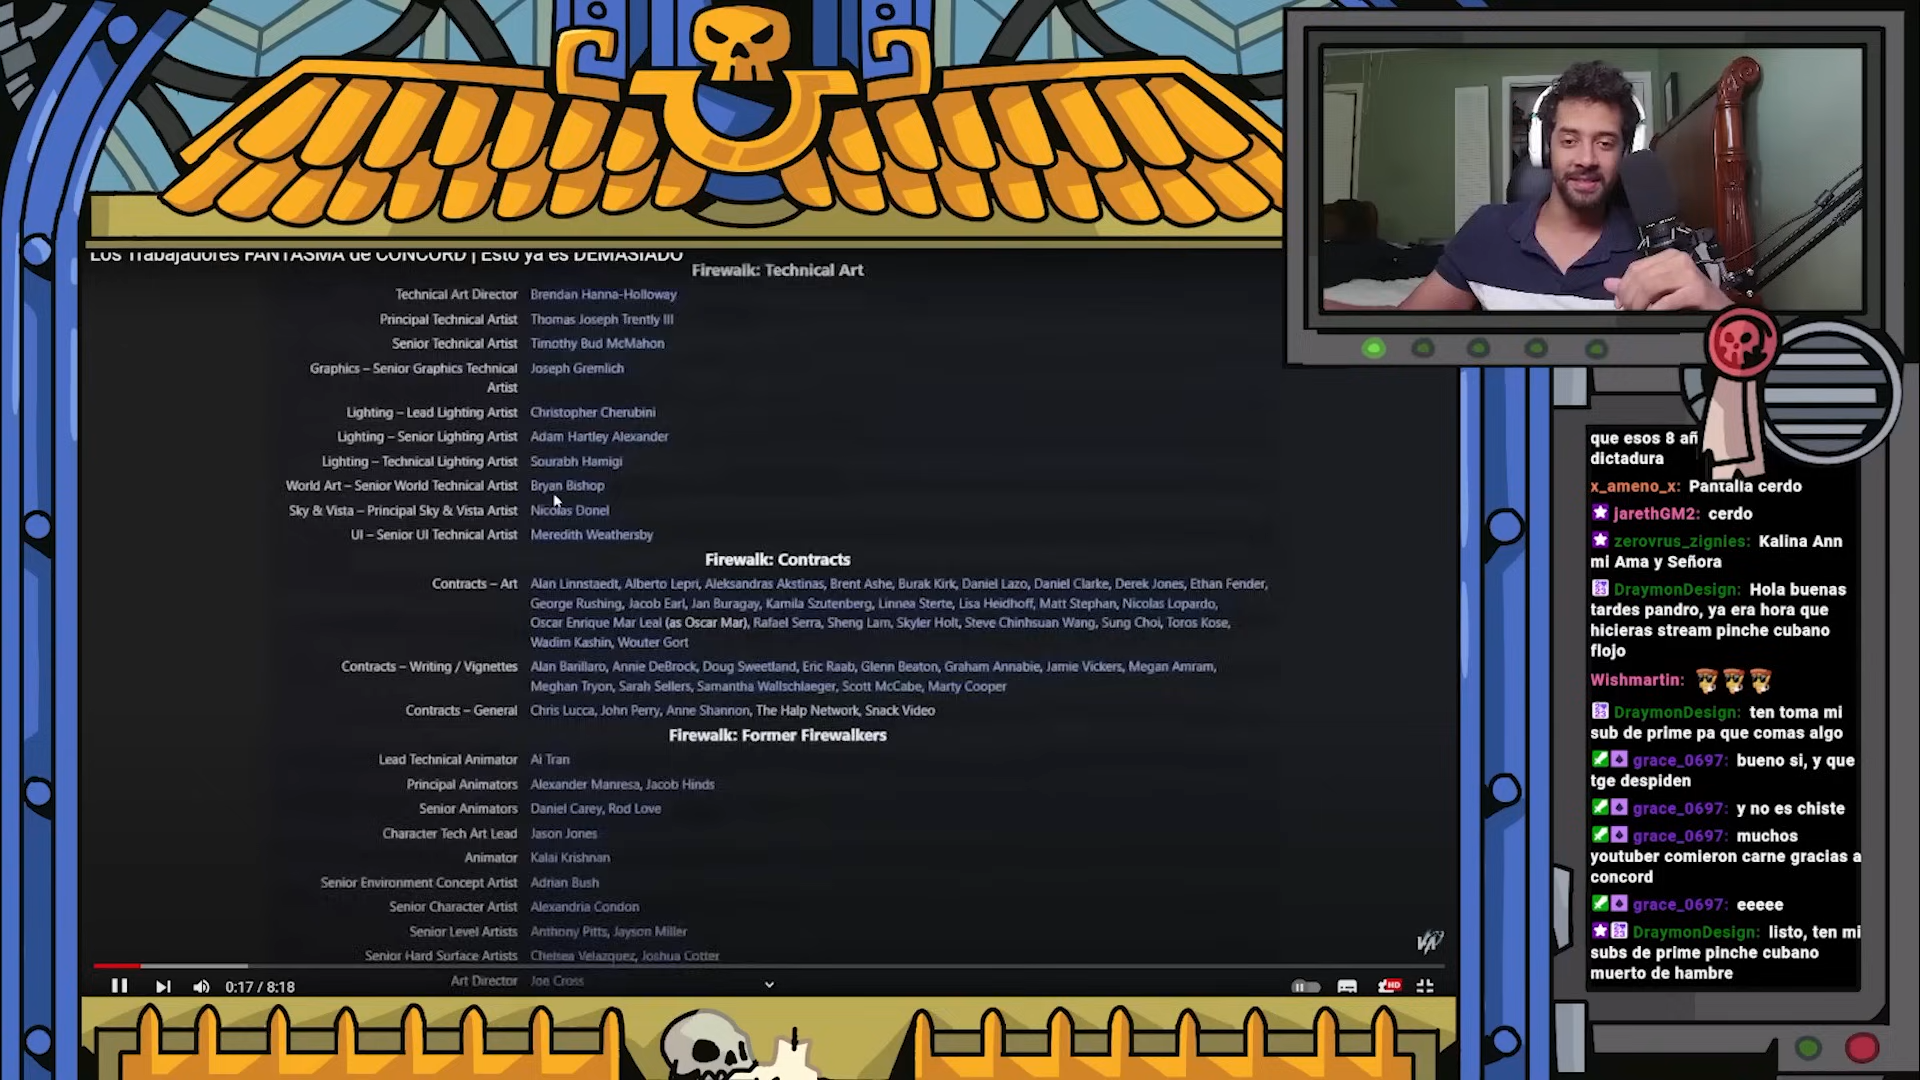 Los Trabajadores FANTASMA de CONCORD | Esto ya es DEMASIADO
Firewalk: Technical Art
Technical Art Director Brendan Hanna-Holloway
Principal Technical Artist Thomas Joseph Trently III
Senior Technical Artist Timothy Bud McMahon
Graphics – Senior Graphics Technical Joseph Gremlich
Artist
Lighting – Lead Lighting Artist Christopher Cherubini
Lighting – Senior Lighting Artist Adam Hartley Alexander
Lighting – Technical Lighting Artist Sourabh Hamigi
World Art – Senior World Technical Artist Bryan Bishop
Sky & Vista – Principal Sky & Vista Artist Nicolas Donel
UI – Senior UI Technical Artist Meredith Weathersby
Firewalk: Contracts
Contracts – Art Alan Linnstaedt, Alberto Lepri, Aleksandras Akstinas, Brent Ashe, Burak Kirk, Daniel Lazo, Daniel Clarke, Derek Jones, Ethan Fender,
George Rushing, Jacob Earl, Jan Buragay, Kamila Szutenberg, Linnea Sterte, Lisa Heidhoff, Matt Stephan, Nicolas Lopardo,
Oscar Enrique Mar Leal (as Oscar Mar), Rafael Serra, Sheng Lam, Skyler Holt, Steve Chinhsuan Wang, Sung Choi, Toros Kose,
Wadim Kashin, Wouter Gort
Contracts – Writing / Vignettes Alan Barillaro, Annie DeBrock, Doug Sweetland, Eric Raab, Glenn Beaton, Graham Annabie, Jamie Vickers, Megan Amram,
Meghan Tryon, Sarah Sellers, Samantha Wallschlaeger, Scott McCabe, Marty Cooper
Contracts – General Chris Lucca, John Perry, Anne Shannon, The Halp Network, Snack Video
Firewalk: Former Firewalkers
Lead Technical Animator Ai Tran
Principal Animators Alexander Manresa, Jacob Hinds
Senior Animators Daniel Carey, Rod Love
Character Tech Art Lead Jason Jones
Animator Kalai Krishnan
Senior Environment Concept Artist Adrian Bush
Senior Character Artist Alexandria Condon
Senior Level Artists Anthony Pitts, Jayson Miller
Senior Hard Surface Artists Chelsea Velazquez, Joshua Cotter
Art Director Joe Cross
0:17 / 8:18
HD
que esos 8 añ
dictadura
x_ameno_x: Pantalla cerdo
jarethGM2: cerdo
zerovrus_zignies: Kalina Ann
mi Ama y Señora
DraymonDesign: Hola buenas
tardes pandro, ya era hora que
hicieras stream pinche cubano
flojo
Wishmartin:
DraymonDesign: ten toma mi
sub de prime pa que comas algo
grace_0697: bueno si, y que
tge despiden
grace_0697: y no es chiste
grace_0697: muchos
youtuber comieron carne gracias a
concord
grace_0697: eeeee
DraymonDesign: listo, ten mi
subs de prime pinche cubano
muerto de hambre